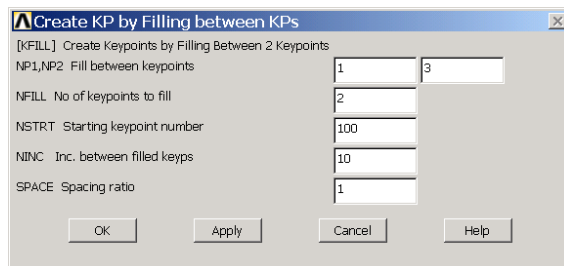 Create KP by Filling between KPs
[KFILL] Create Keypoints by Filling Between 2 Keypoints
NP1,NP2 Fill between keypoints 1 3
NFILL No of keypoints to fill 2
NSTRT Starting keypoint number 100
NINC Inc. between filled keyps 10
SPACE Spacing ratio 1
OK Apply Cancel Help